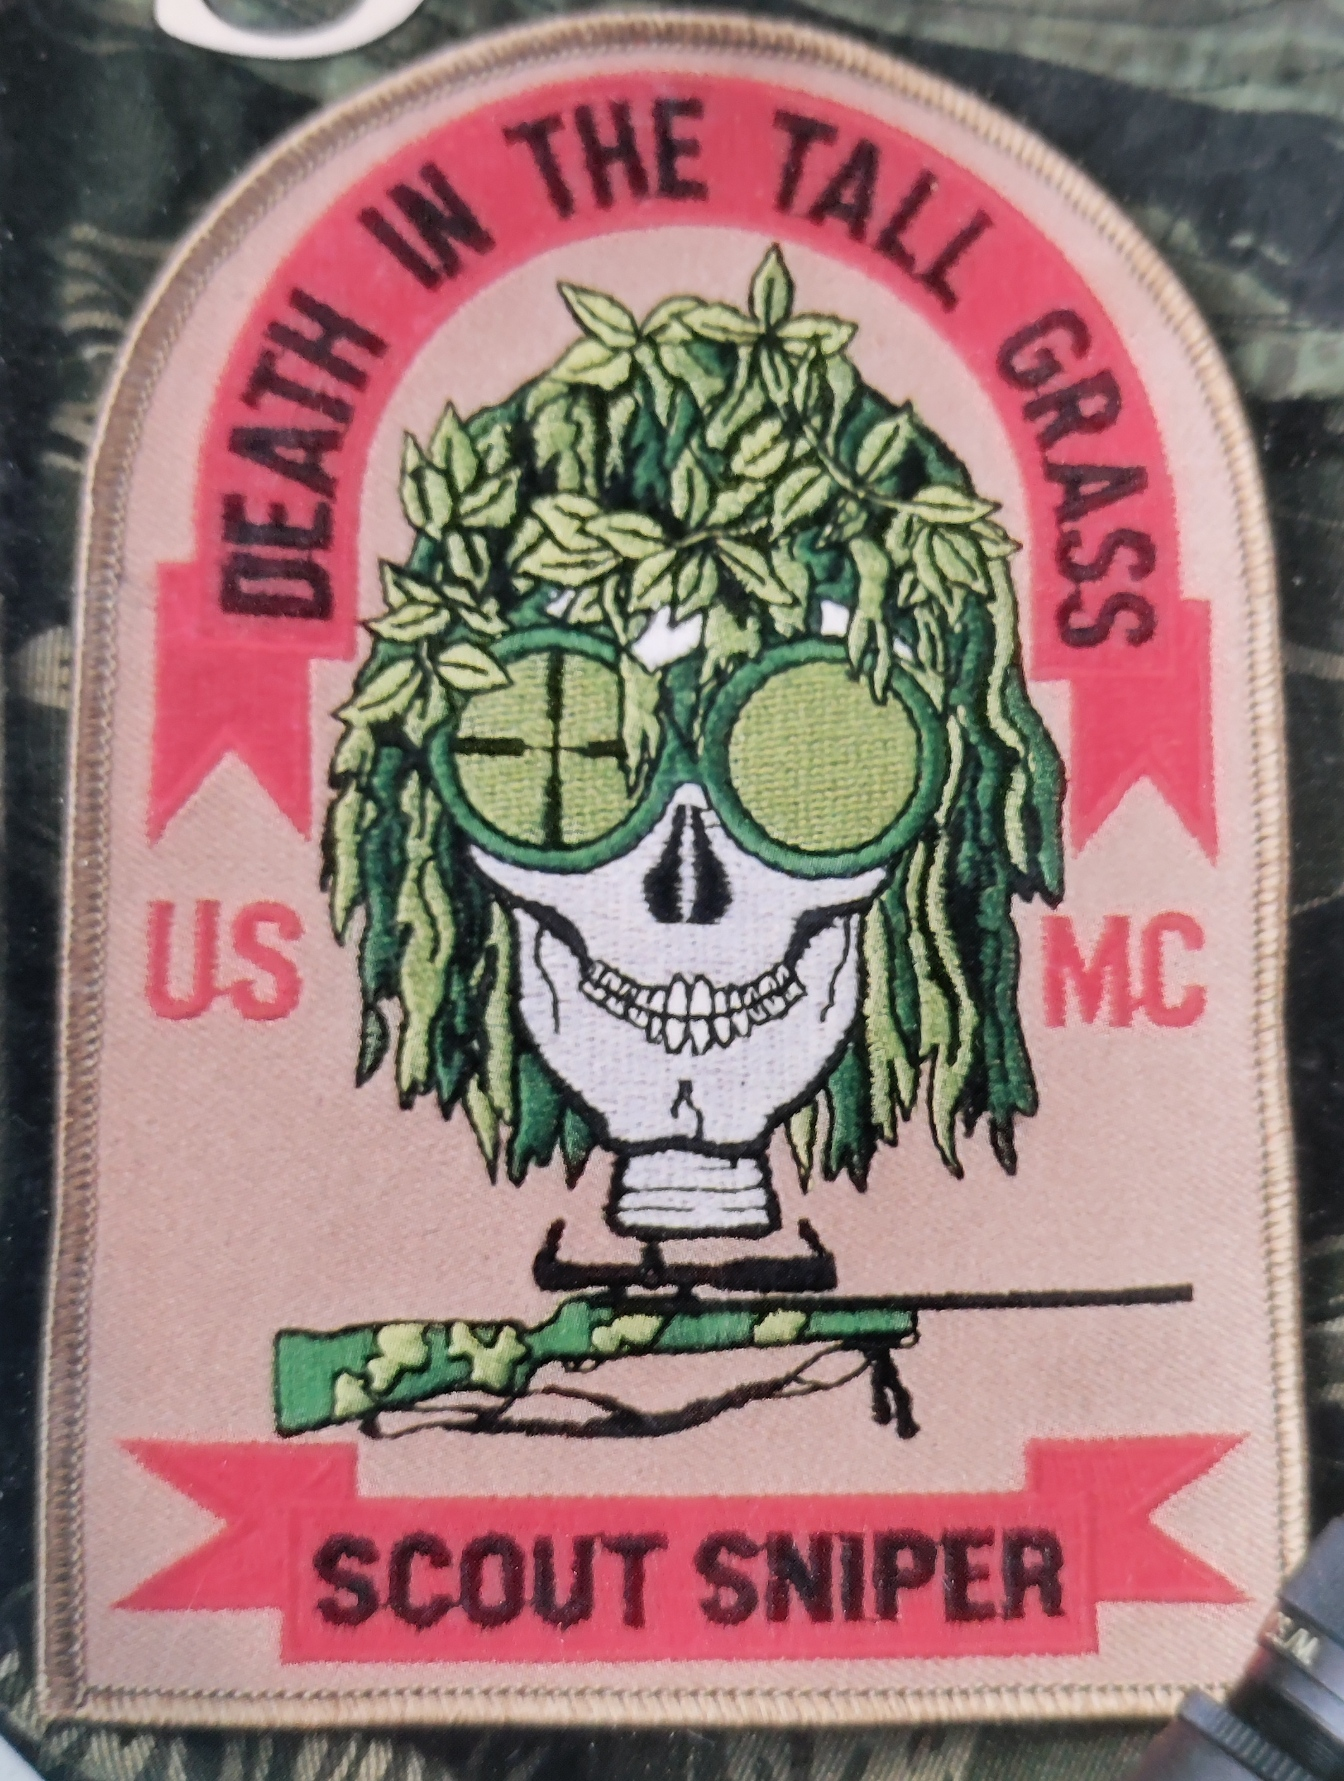 DEATH IN THE TALL GRASS
US MC
SCOUT SNIPER